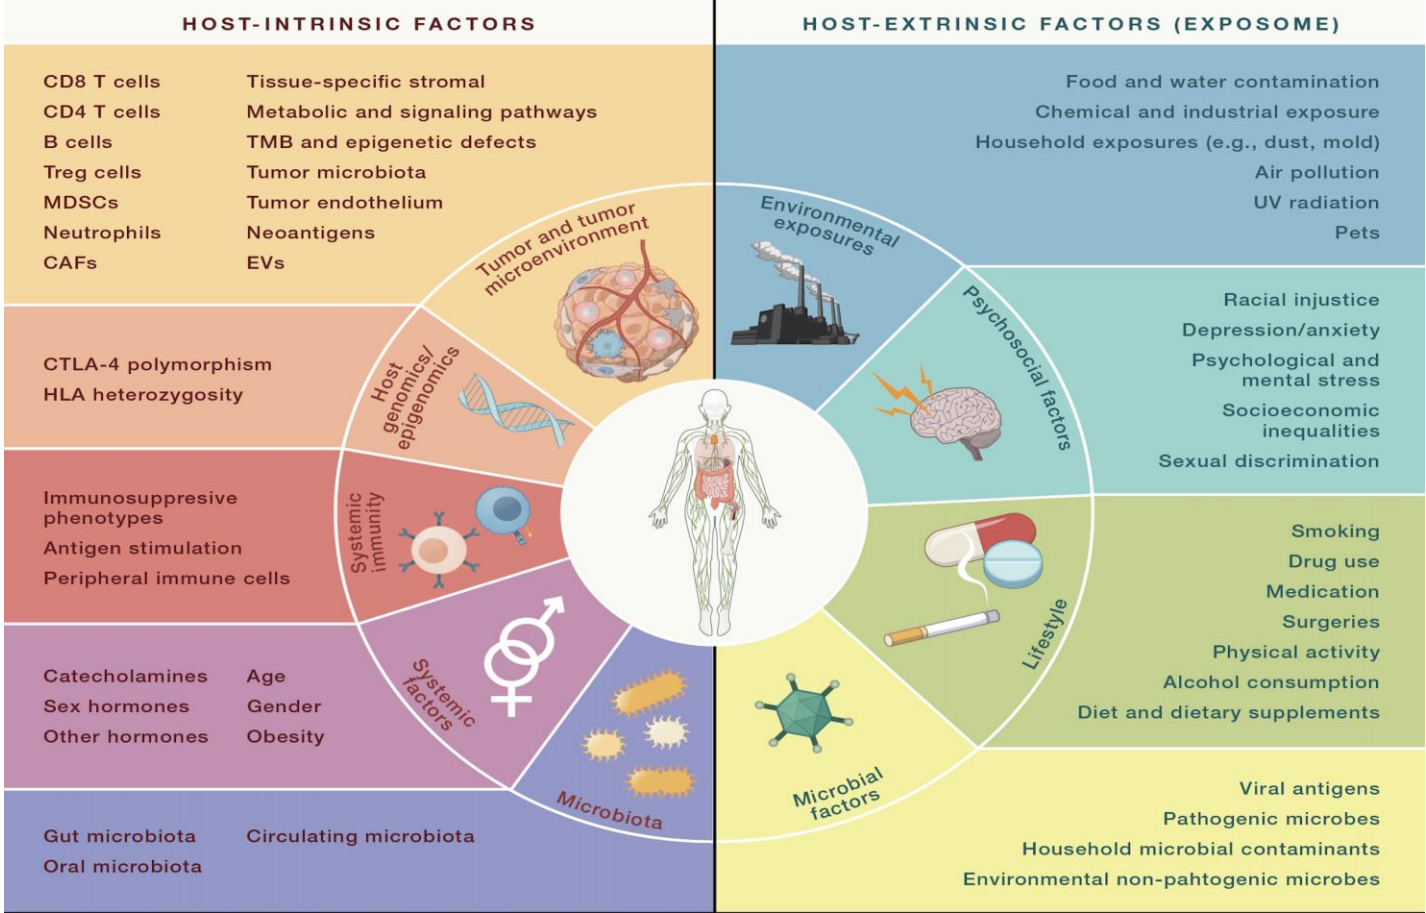 HOST-INTRINSIC FACTORS
CD8 T cells
CD4 T cells
B cells
Treg cells
MDSCs
Neutrophils
CAFs
Tissue-specific stromal
Metabolic and signaling pathways
TMB and epigenetic defects
Tumor microbiota
Tumor endothelium
Neoantigens
EVs
Tumor and tumor
microenvironment
CTLA-4 polymorphism
HLA heterozygosity
Host
genomics/
epigenomics
Immunosuppresive
phenotypes
Antigen stimulation
Peripheral immune cells
Systemic
immunity
Catecholamines
Sex hormones
Other hormones
Age
Gender
Obesity
Systemic
factors
Gut microbiota
Oral microbiota
Circulating microbiota
Microbiota
HOST-EXTRINSIC FACTORS (EXPOSOME)
Food and water contamination
Chemical and industrial exposure
Household exposures (e.g., dust, mold)
Air pollution
UV radiation
Pets
Environmental
exposures
Racial injustice
Depression/anxiety
Psychological and
mental stress
Socioeconomic
inequalities
Sexual discrimination
Psychosocial factors
Smoking
Drug use
Medication
Surgeries
Physical activity
Alcohol consumption
Diet and dietary supplements
Lifestyle
Viral antigens
Pathogenic microbes
Household microbial contaminants
Environmental non-pahtogenic microbes
Microbial
factors